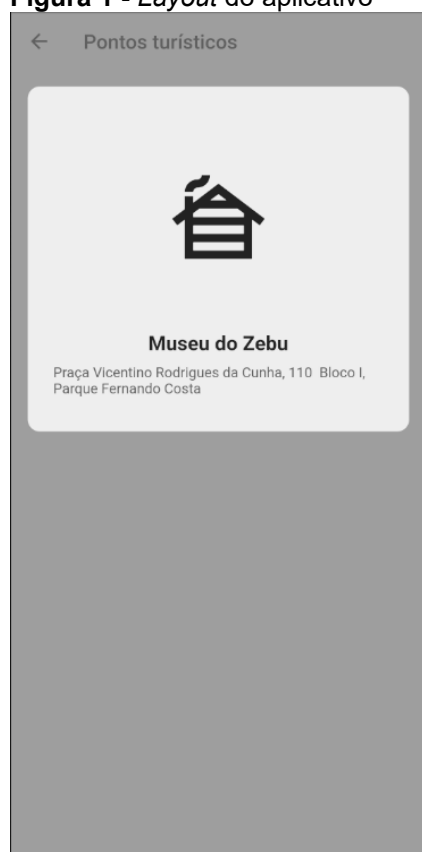 Figura 1 - Layout do aplicativo
Pontos turísticos
Museu do Zebu
Praça Vicentino Rodrigues da Cunha, 110 Bloco I,
Parque Fernando Costa